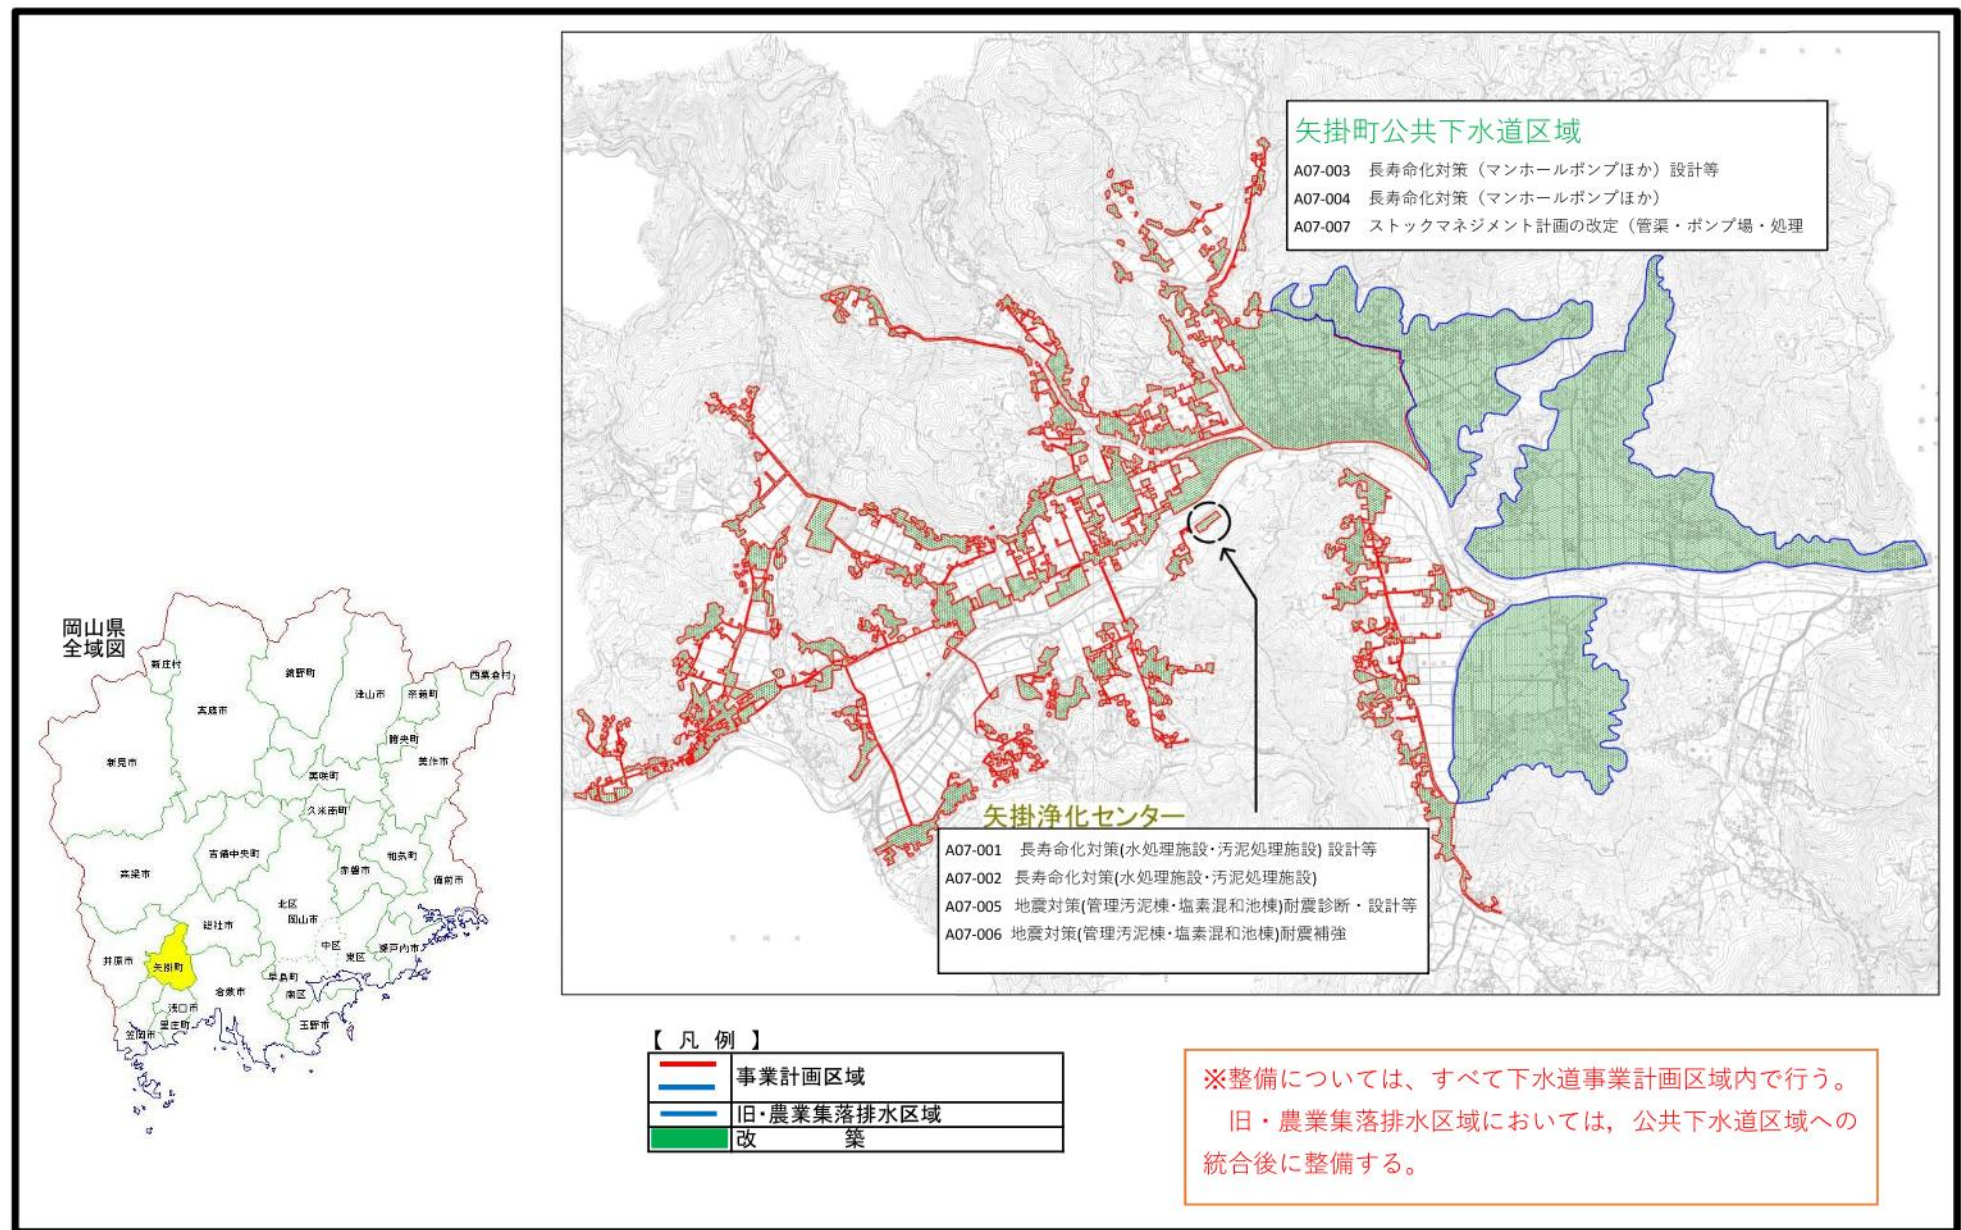 矢掛町公共下水道区域
A07-003 長寿命化対策（マンホールポンプほか）設計等
A07-004 長寿命化対策（マンホールポンプほか）
A07-007 ストックマネジメント計画の改定（管渠・ポンプ場・処理
矢掛浄化センター
A07-001 長寿命化対策(水処理施設・汚泥処理施設) 設計等
A07-002 長寿命化対策(水処理施設・汚泥処理施設)
A07-005 地震対策(管理汚泥棟・塩素混和池棟)耐震診断・設計等
A07-006 地震対策(管理汚泥棟・塩素混和池棟)耐震補強
岡山県
全域図
新庄村
真庭市
鏡野町
津山市
奈義町
西粟倉村
勝央町
美作市
新見市
美咲町
久米南町
吉備中央町
和気町
赤磐市
備前市
高梁市
北区
岡山市
総社市
中区
東区
瀬戸内市
井原市
矢掛町
早島町
南区
倉敷市
浅口市
里庄町
笠岡市
玉野市
【 凡 例 】
事業計画区域
旧・農業集落排水区域
改 築
※整備については、すべて下水道事業計画区域内で行う。
旧・農業集落排水区域においては，公共下水道区域への
統合後に整備する。